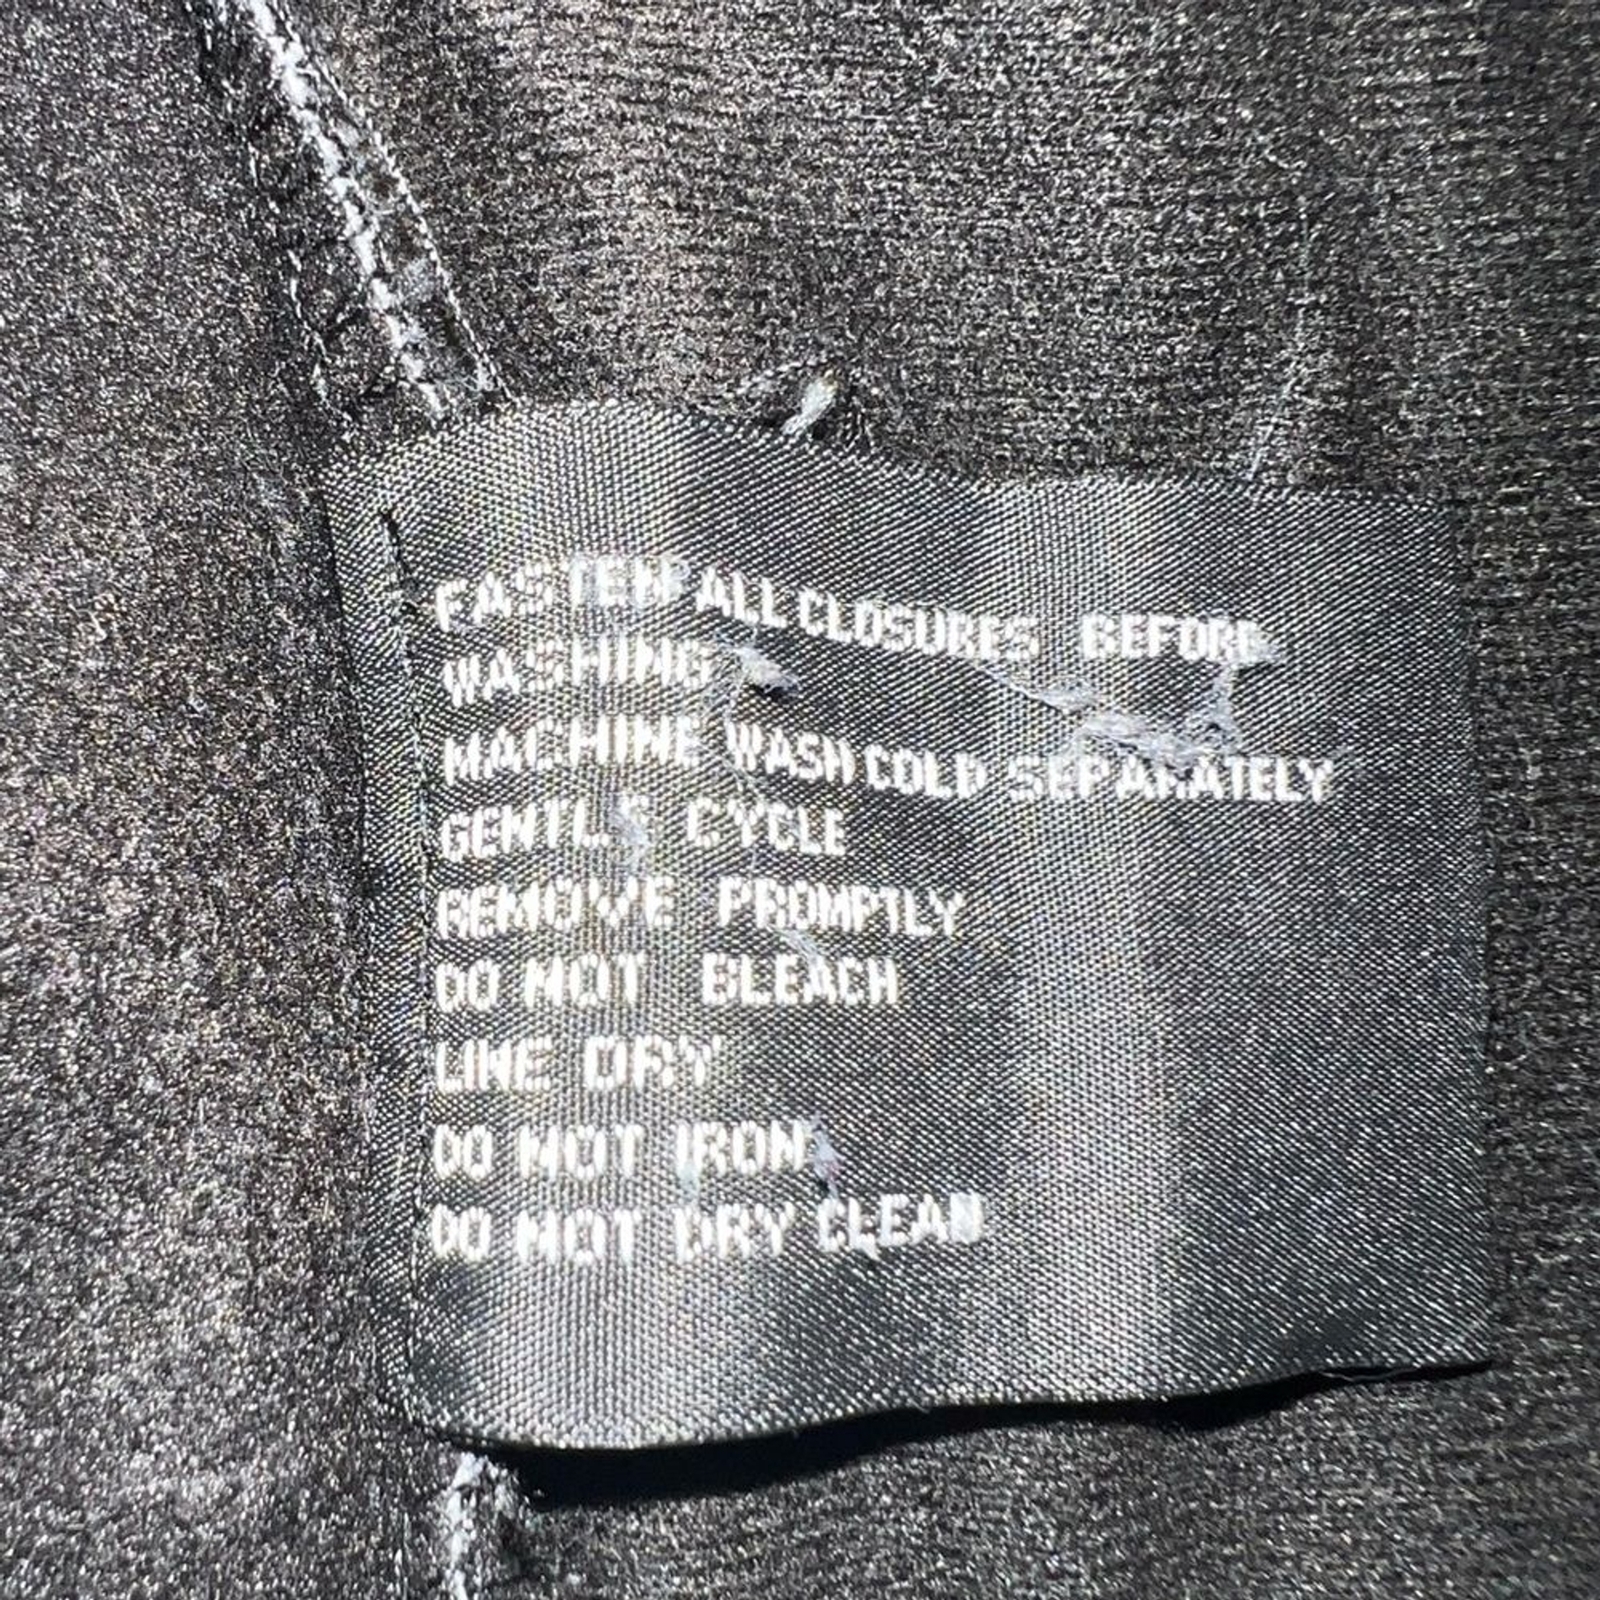 FASTEN ALL CLOSURES BEFORE
WASHING
MACHINE WASH COLD SEPARATELY
GENTLE CYCLE
REMOVE PROMPTLY
DO NOT BLEACH
LINE DRY
DO NOT IRON
DO NOT DRY CLEAN